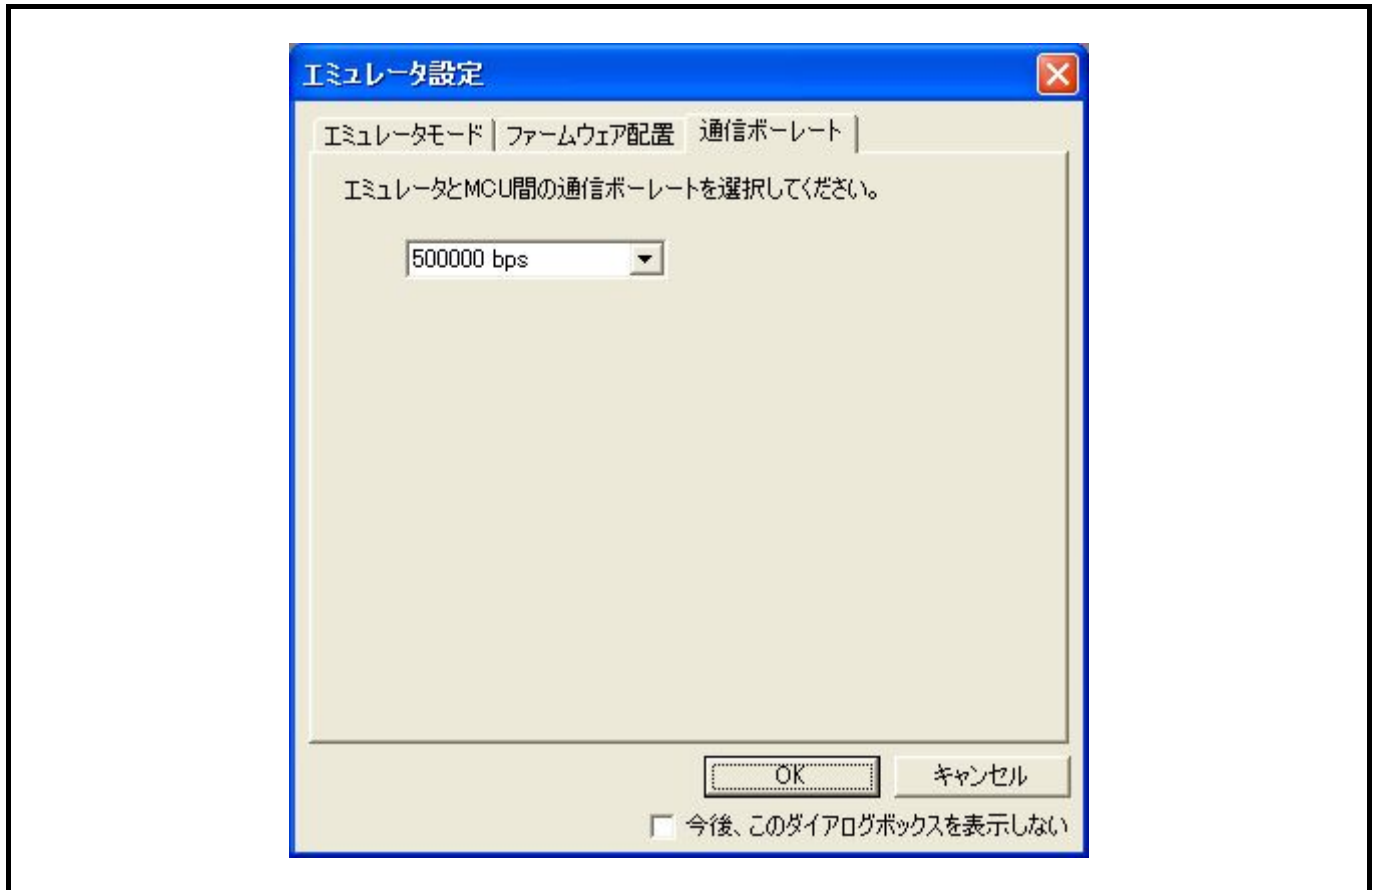 エミュレータ設定
エミュレータモード
ファームウェア配置
通信ボーレート
エミュレータとMCU間の通信ボーレートを選択してください。
500000 bps
OK
キャンセル
今後、このダイアログボックスを表示しない